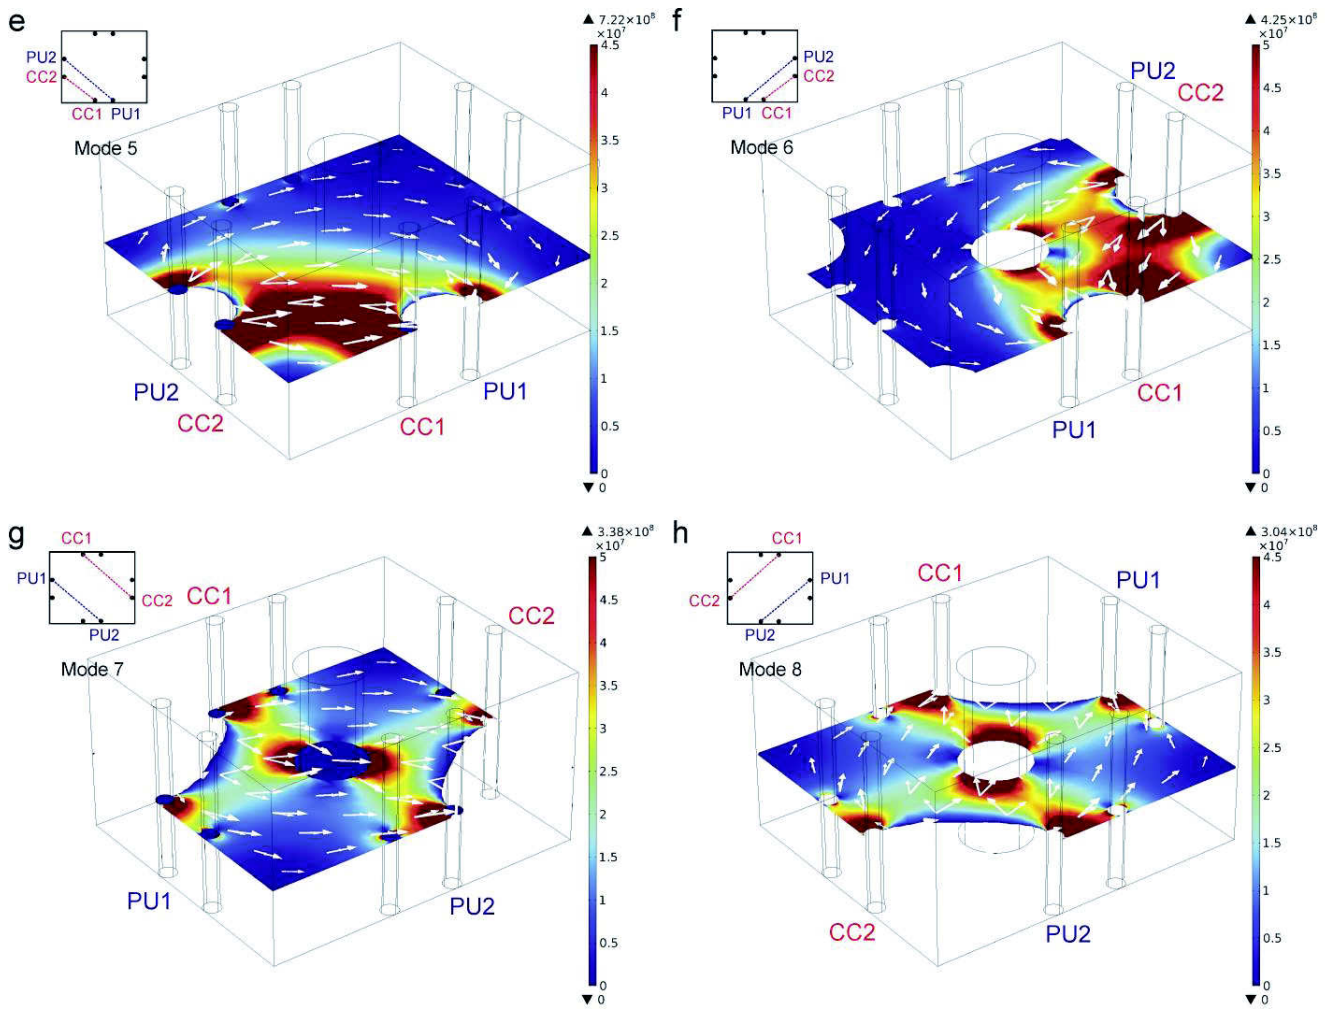 e
PU2
CC2
CC1 PU1
Mode 5
PU2
CC2
CC1
PU1
7.22×10⁸
×10⁷
4.5
4
3.5
3
2.5
2
1.5
1
0.5
0
0
f
PU2
CC2
PU1 CC1
Mode 6
PU2
CC2
CC1
PU1
4.25×10⁸
×10⁷
5
4.5
4
3.5
3
2.5
2
1.5
1
0.5
0
0
g
CC1
PU1
CC2
PU2
Mode 7
CC1
CC2
PU1
PU2
3.38×10⁸
×10⁷
5
4.5
4
3.5
3
2.5
2
1.5
1
0.5
0
0
h
CC1
PU1
CC2
PU2
Mode 8
CC1
PU1
CC2
PU2
3.04×10⁸
×10⁷
4.5
4
3.5
3
2.5
2
1.5
1
0.5
0
0